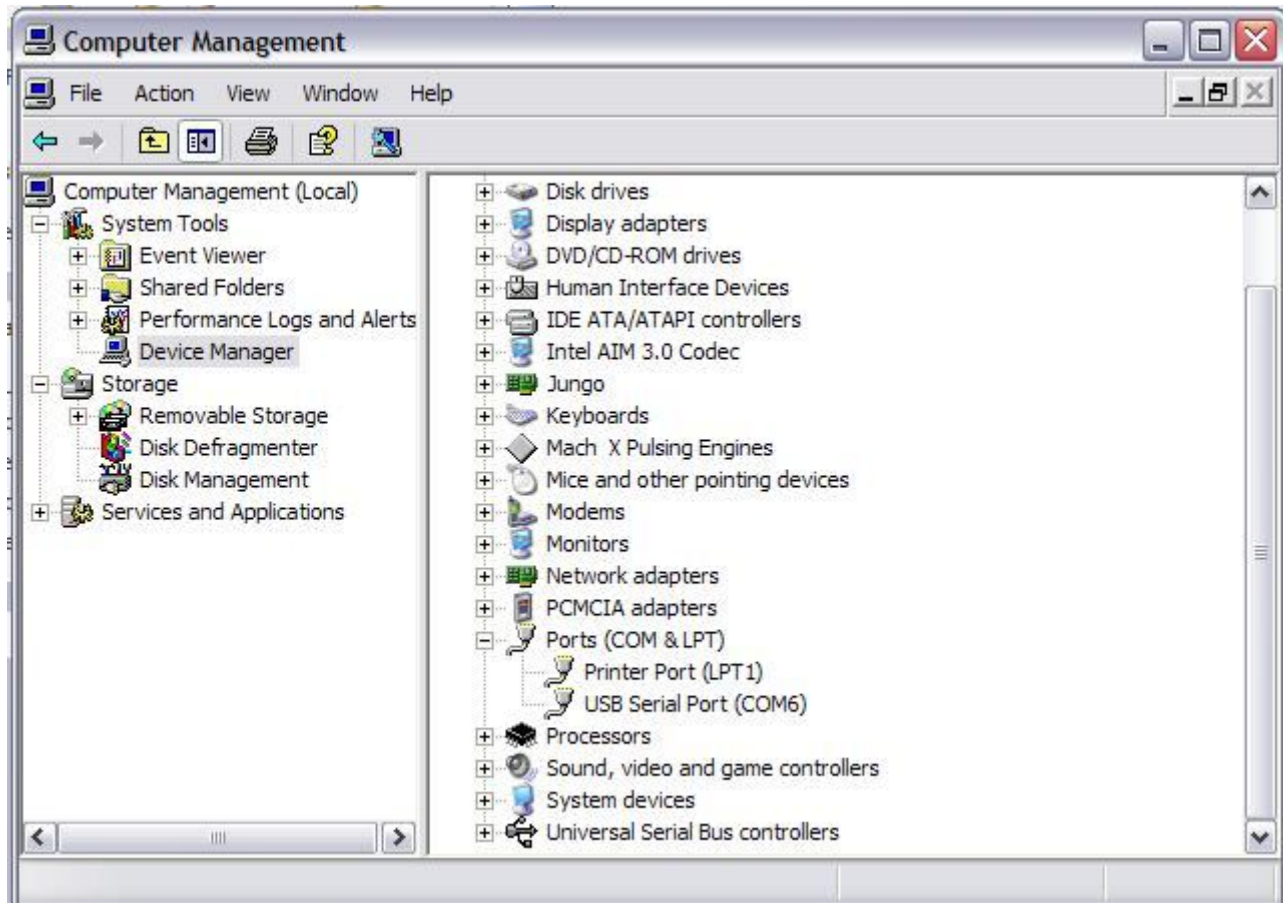 Computer Management
File Action View Window Help
Computer Management (Local)
System Tools
Event Viewer
Shared Folders
Performance Logs and Alerts
Device Manager
Storage
Removable Storage
Disk Defragmenter
Disk Management
Services and Applications
Disk drives
Display adapters
DVD/CD-ROM drives
Human Interface Devices
IDE ATA/ATAPI controllers
Intel AIM 3.0 Codec
Jungo
Keyboards
Mach X Pulsing Engines
Mice and other pointing devices
Modems
Monitors
Network adapters
PCMCIA adapters
Ports (COM & LPT)
Printer Port (LPT1)
USB Serial Port (COM6)
Processors
Sound, video and game controllers
System devices
Universal Serial Bus controllers